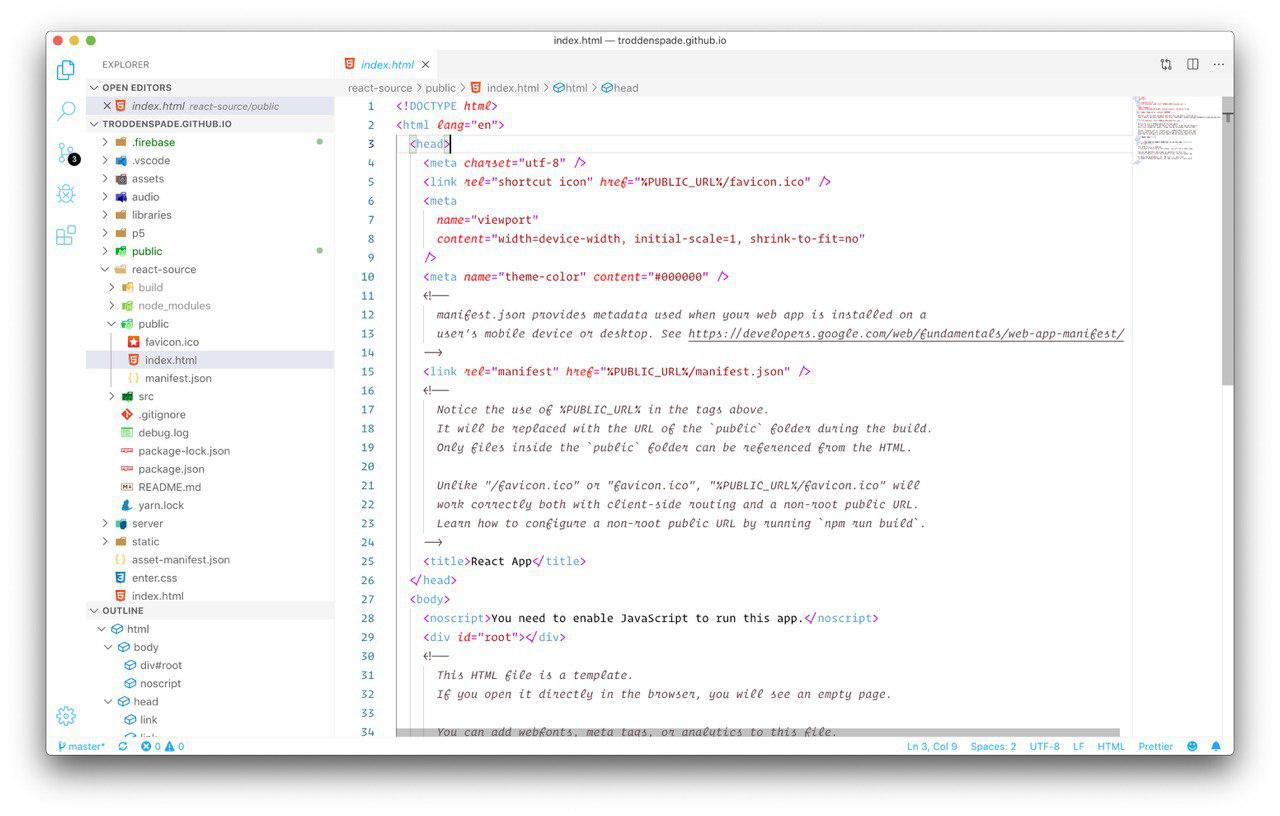 index.html — troddenspade.github.io
EXPLORER
OPEN EDITORS
index.html react-source/public
TRODDENSPADE.GITHUB.IO
.firebase
.vscode
assets
audio
libraries
p5
public
react-source
build
node_modules
public
favicon.ico
index.html
manifest.json
src
.gitignore
debug.log
package-lock.json
package.json
README.md
yarn.lock
server
static
asset-manifest.json
enter.css
index.html
OUTLINE
html
body
div#root
noscript
head
link
link
3
index.html
react-source > public > index.html > html > head
1 <!DOCTYPE html>
2 <html lang="en">
3 <head>
4 <meta charset="utf-8" />
5 <link rel="shortcut icon" href="%PUBLIC_URL%/favicon.ico" />
6 <meta
7 name="viewport"
8 content="width=device-width, initial-scale=1, shrink-to-fit=no"
9 />
10 <meta name="theme-color" content="#000000" />
11 <!--
12 manifest.json provides metadata used when your web app is installed on a
13 user's mobile device or desktop. See https://developers.google.com/web/fundamentals/web-app-manifest/
14 -->
15 <link rel="manifest" href="%PUBLIC_URL%/manifest.json" />
16 <!--
17 Notice the use of %PUBLIC_URL% in the tags above.
18 It will be replaced with the URL of the `public` folder during the build.
19 Only files inside the `public` folder can be referenced from the HTML.
20
21 Unlike "/favicon.ico" or "favicon.ico", "%PUBLIC_URL%/favicon.ico" will
22 work correctly both with client-side routing and a non-root public URL.
23 Learn how to configure a non-root public URL by running `npm run build`.
24 -->
25 <title>React App</title>
26 </head>
27 <body>
28 <noscript>You need to enable JavaScript to run this app.</noscript>
29 <div id="root"></div>
30 <!--
31 This HTML file is a template.
32 If you open it directly in the browser, you will see an empty page.
33
34 You can add webfonts, meta tags, or analytics to this file.
master* 0 0 Ln 3, Col 9 Spaces: 2 UTF-8 LF HTML Prettier